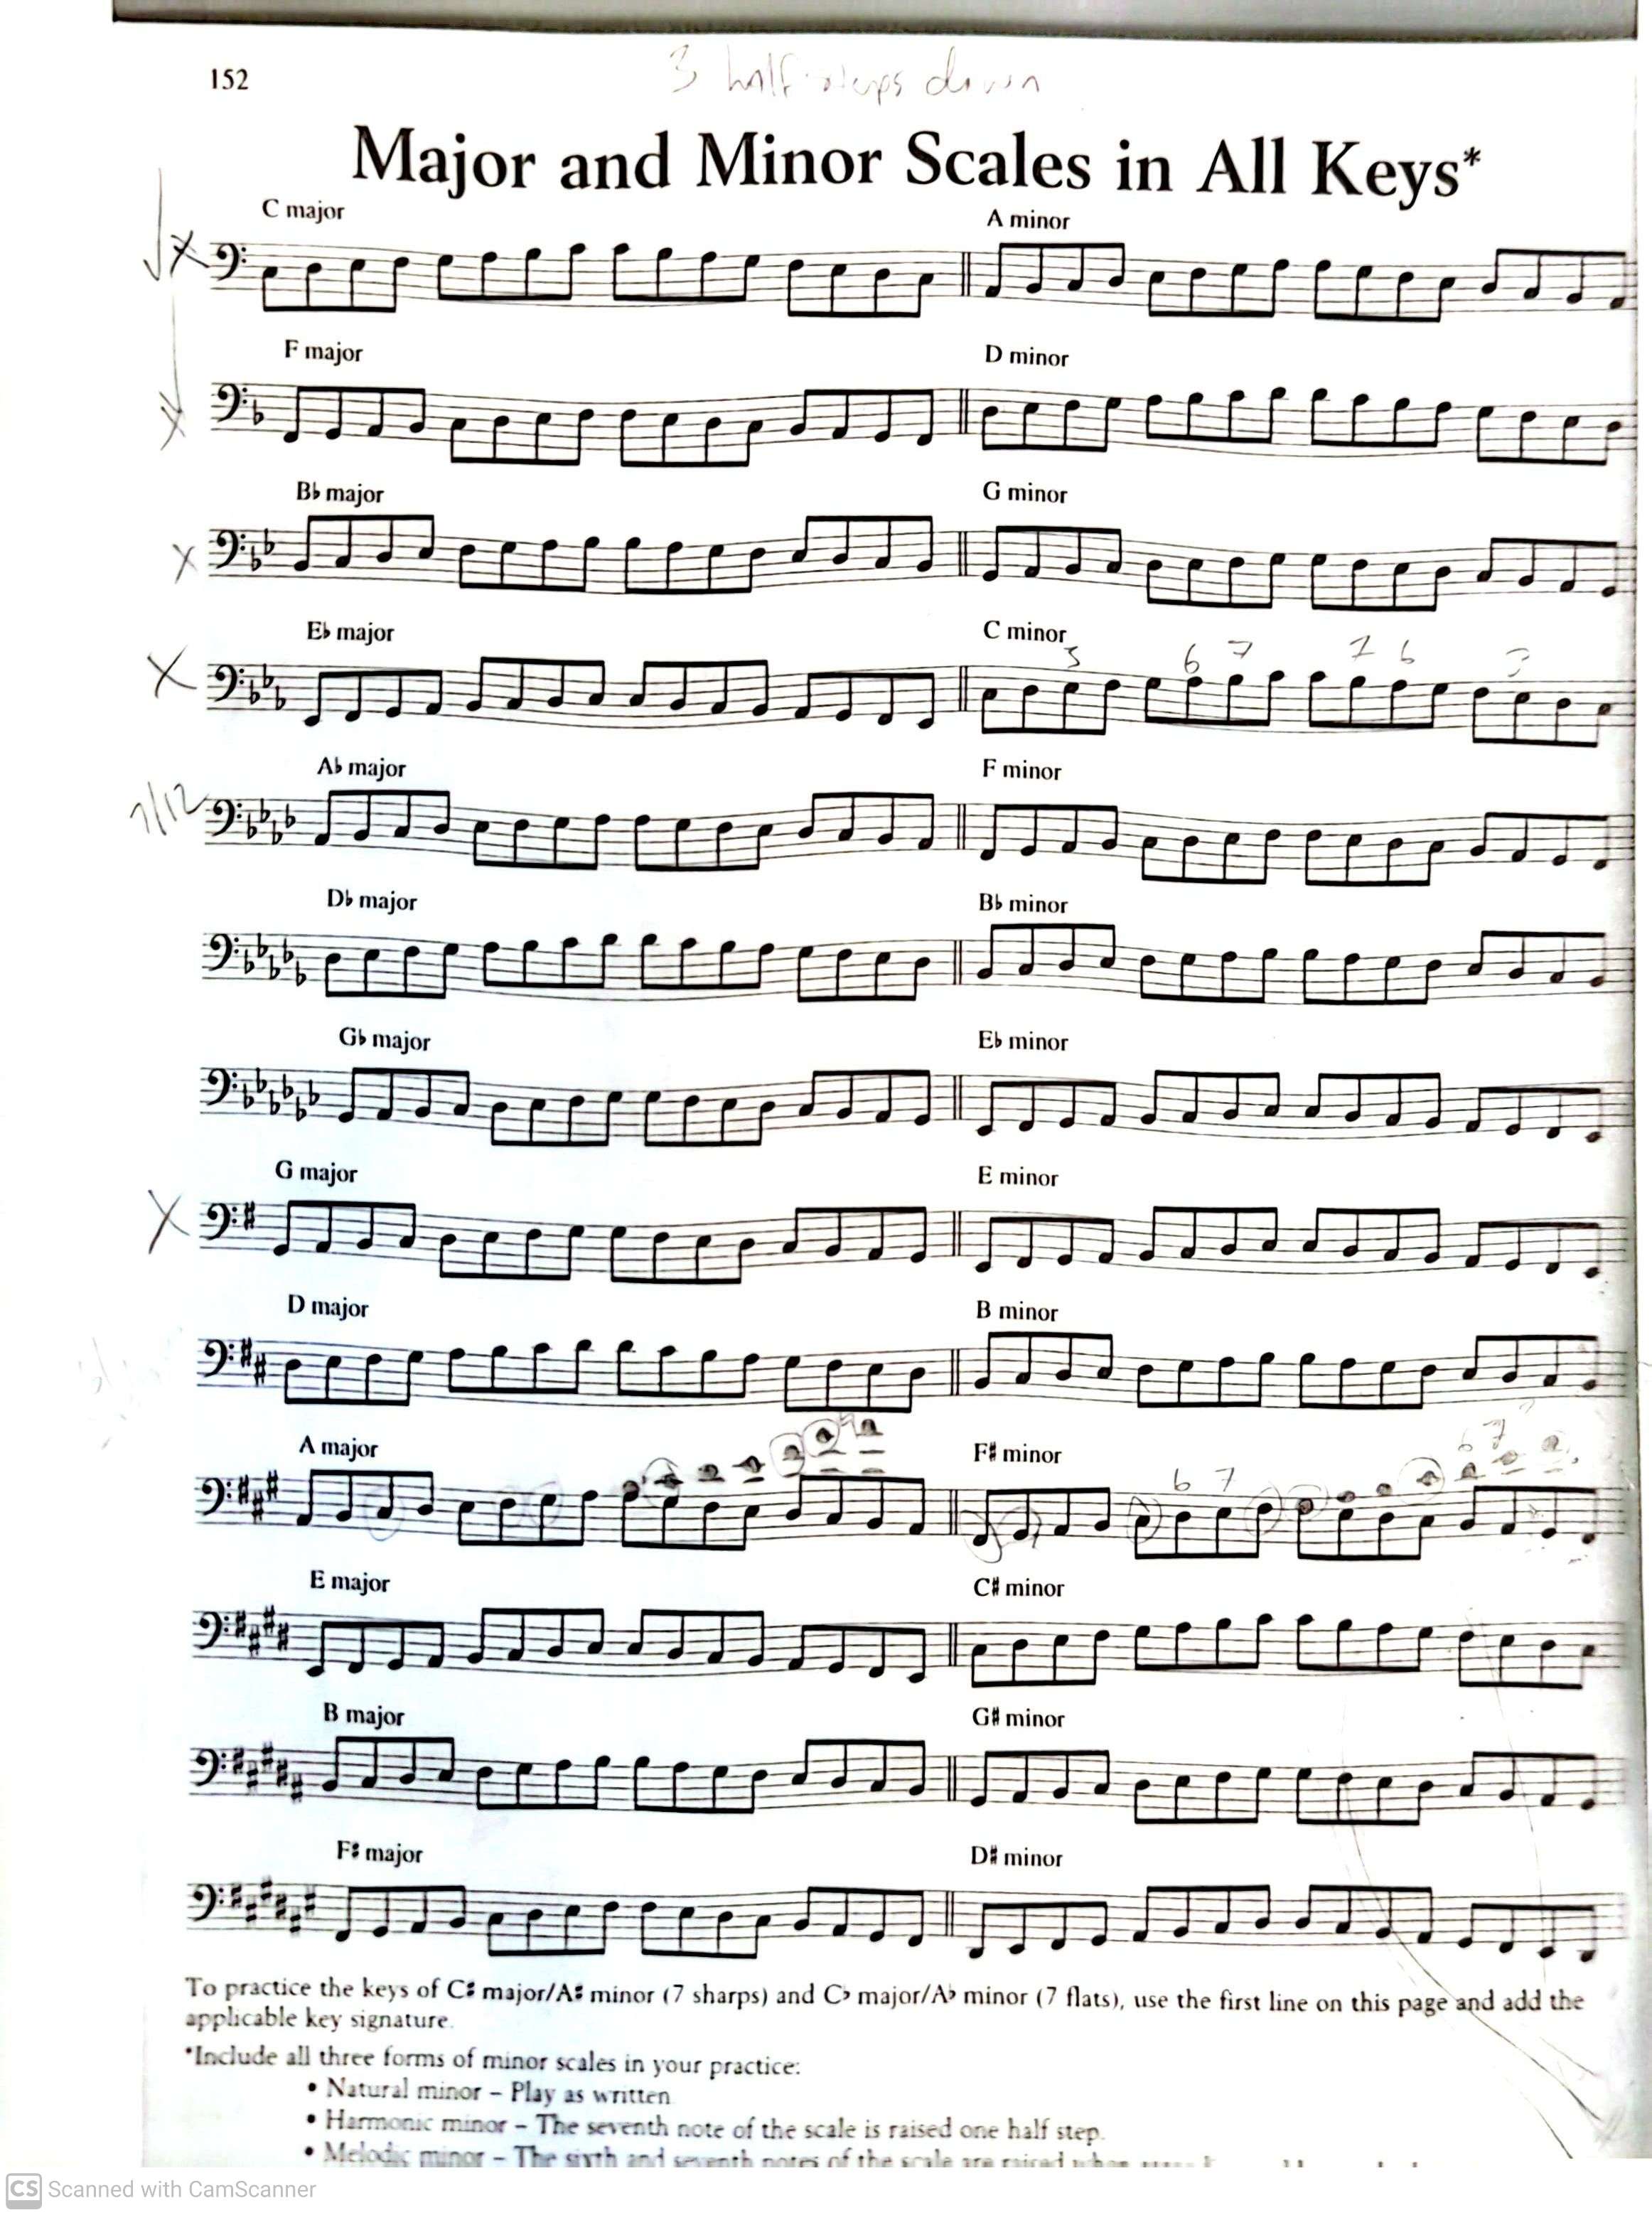 152
3 half steps down
Major and Minor Scales in All Keys*
C major
A minor
F major
D minor
B♭ major
G minor
E♭ major
C minor
3 6 7 7 6 3
A♭ major
F minor
7/12
D♭ major
B♭ minor
G♭ major
E♭ minor
G major
E minor
D major
B minor
A major
F♯ minor
6 7 6 7
E major
C♯ minor
B major
G♯ minor
F♯ major
D♯ minor
To practice the keys of C♯ major/A♯ minor (7 sharps) and C♭ major/A♭ minor (7 flats), use the first line on this page and add the
applicable key signature.
*Include all three forms of minor scales in your practice:
• Natural minor – Play as written
• Harmonic minor – The seventh note of the scale is raised one half step.
• Melodic minor – The sixth and seventh notes of the scale are raised when
CS Scanned with CamScanner